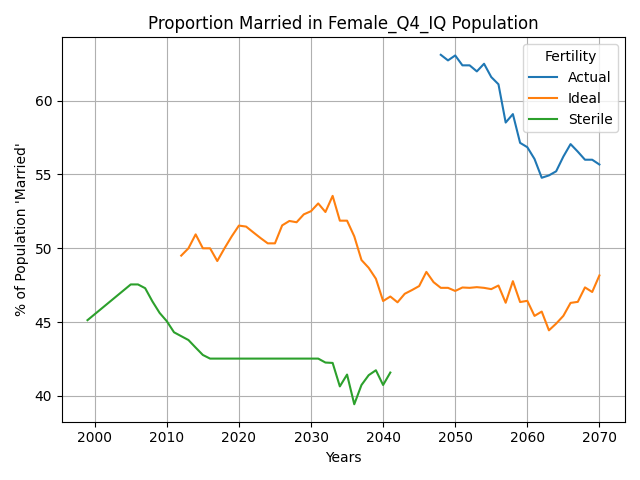 Proportion Married in Female_Q4_IQ Population
Fertility
Actual
Ideal
Sterile
% of Population 'Married'
60
55
50
45
40
2000 2010 2020 2030 2040 2050 2060 2070
Years